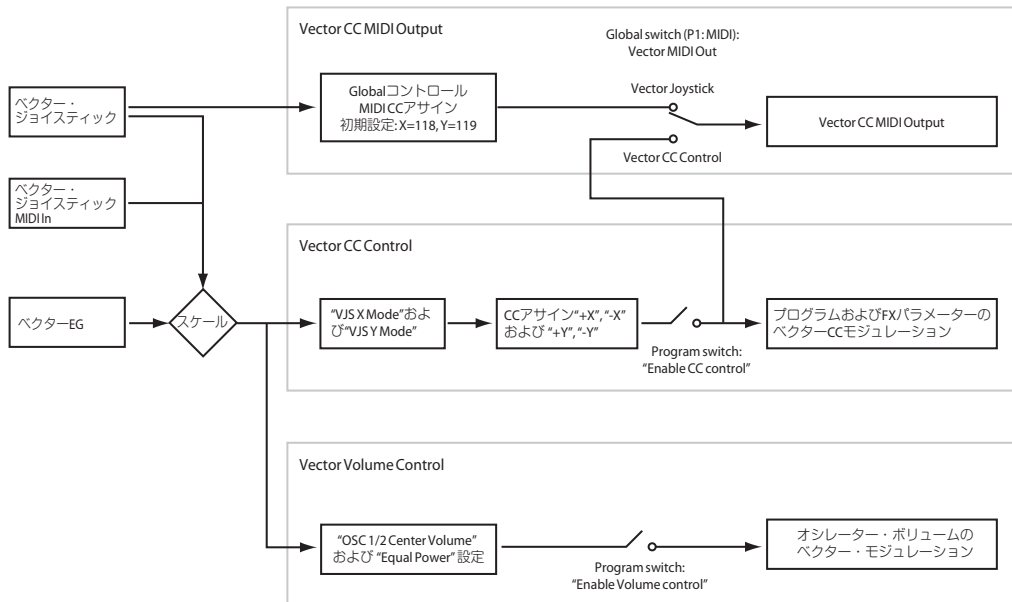 Vector CC MIDI Output
Global switch (P1: MIDI):
Vector MIDI Out
ベクター・
ジョイスティック
Globalコントロール
MIDI CCアサイン
初期設定: X=118, Y=119
Vector Joystick
Vector CC Control
Vector CC MIDI Output
ベクター・
ジョイスティック
MIDI In
Vector CC Control
ベクターEG
スケール
“VJS X Mode”およ
び“VJS Y Mode”
CCアサイン“+X”, “-X”
および “+Y”, “-Y”
Program switch:
“Enable CC control”
プログラムおよびFXパラメーターの
ベクターCCモジュレーション
Vector Volume Control
“OSC 1/2 Center Volume”
および “Equal Power” 設定
Program switch:
“Enable Volume control”
オシレーター・ボリュームの
ベクター・モジュレーション